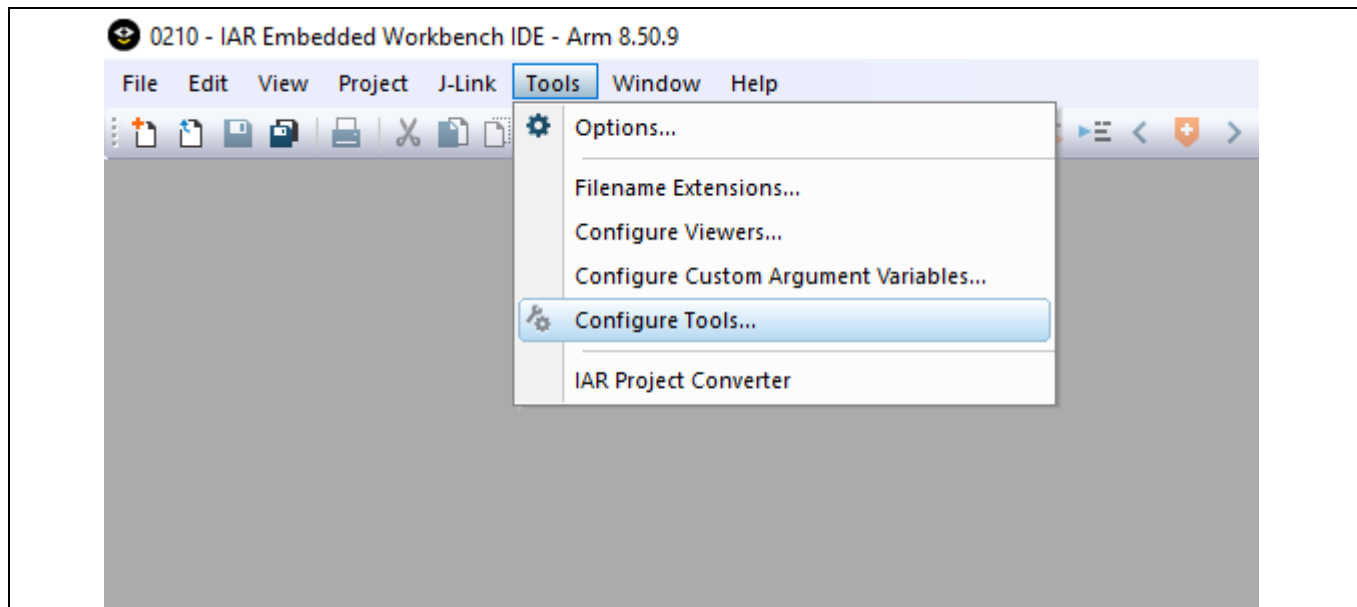 0210 - IAR Embedded Workbench IDE - Arm 8.50.9
File Edit View Project J-Link Tools Window Help
Options...
Filename Extensions...
Configure Viewers...
Configure Custom Argument Variables...
Configure Tools...
IAR Project Converter